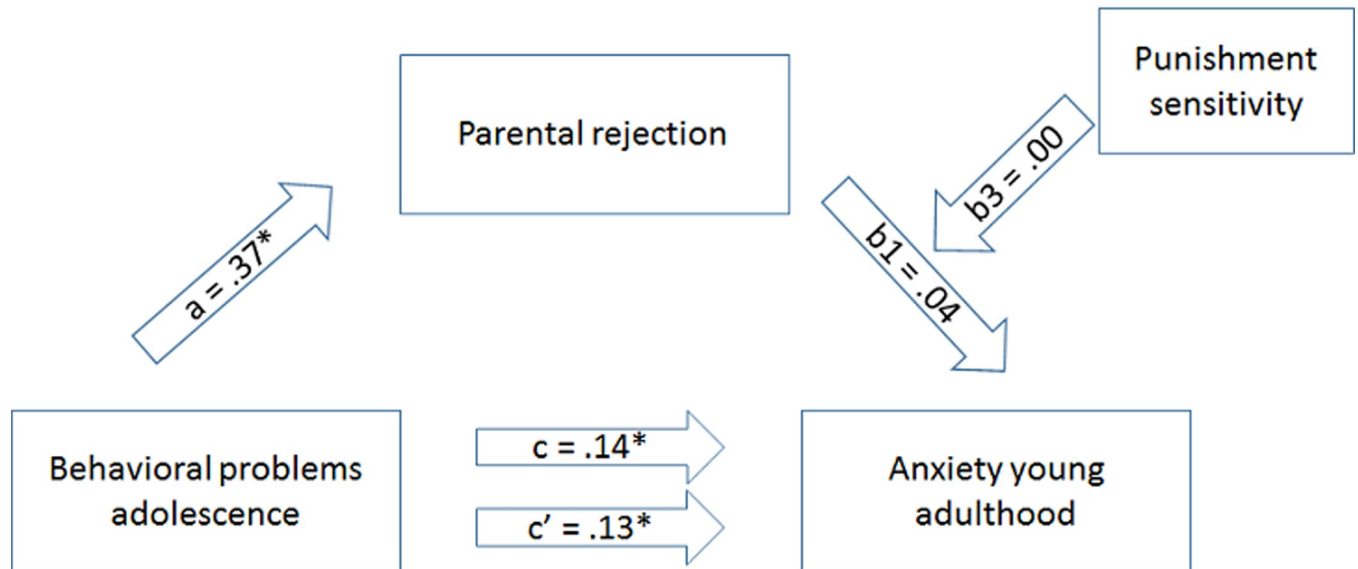 Punishment
sensitivity
Parental rejection
b3 = .00
a = .37*
b1 = .04
Behavioral problems
adolescence
c = .14*
c’ = .13*
Anxiety young
adulthood